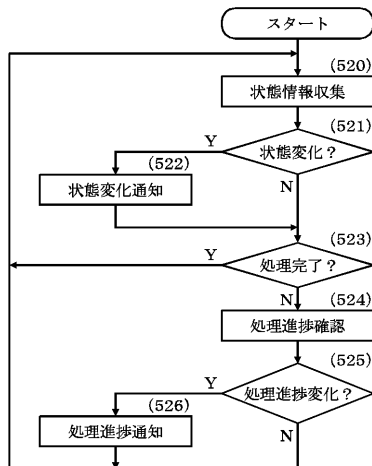 スタート
(520)
状態情報収集
(521)
状態変化？
Y
N
(522)
状態変化通知
(523)
処理完了？
Y
N
(524)
処理進捗確認
(525)
処理進捗変化？
Y
N
(526)
処理進捗通知